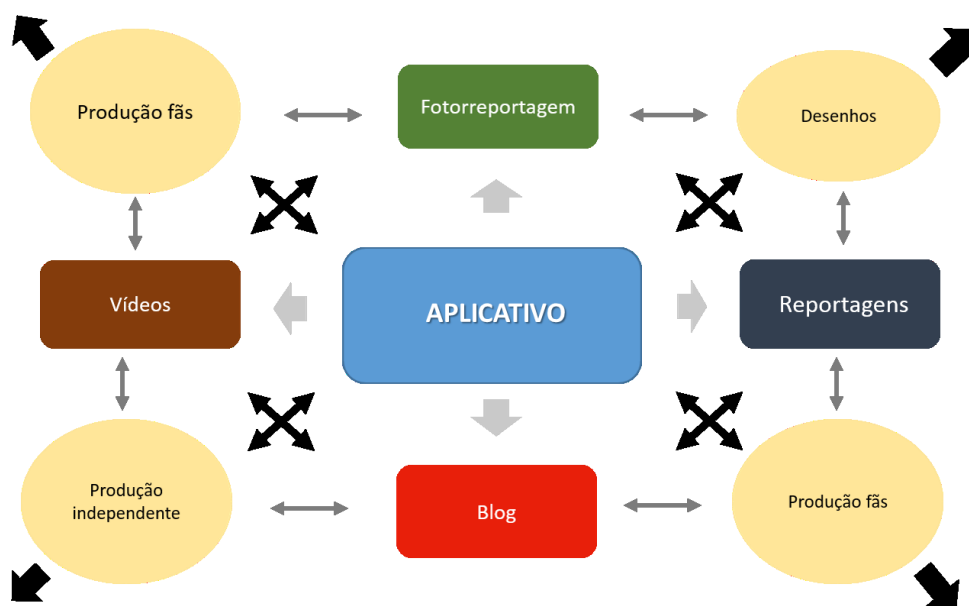 Produção fãs
Fotorreportagem
Desenhos
Vídeos
APLICATIVO
Reportagens
Produção
independente
Blog
Produção fãs